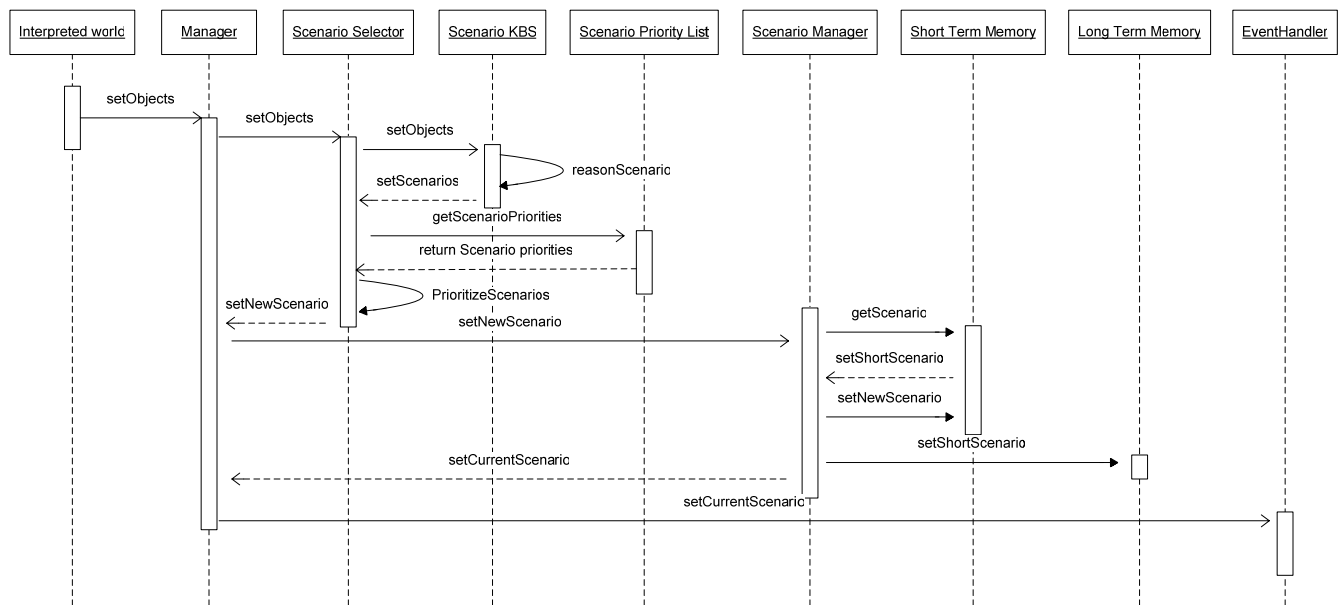 Interpreted world
Manager
Scenario Selector
Scenario KBS
Scenario Priority List
Scenario Manager
Short Term Memory
Long Term Memory
EventHandler
setObjects
setObjects
setObjects
reasonScenario
setScenarios
getScenarioPriorities
return Scenario priorities
PrioritizeScenarios
setNewScenario
setNewScenario
getScenario
setShortScenario
setNewScenario
setShortScenario
setCurrentScenario
setCurrentScenario